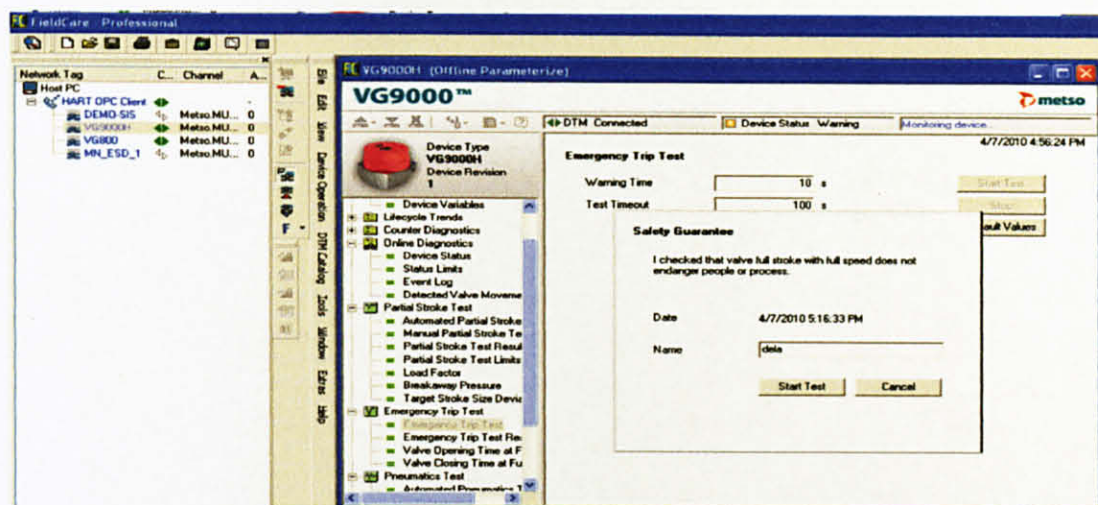 FieldCare - Professional
Network Tag C... Channel A...
Host PC
HART OPC Client -
DEMO-SIS Metso.MU... 0
VG9000H Metso.MU... 0
VG800 Metso.MU... 0
MN_ESD_1 Metso.MU... 0
File Edit View Device Operation DTM Catalog Tools Window Extras Help
F
VG9000H (Offline Parameterize)
VG9000™
metso
DTM Connected
Device Status Warning
Monitoring device...
Device Type
VG9000H
Device Revision
1
Device Variables
Lifecycle Trends
Counter Diagnostics
Online Diagnostics
Device Status
Status Limits
Event Log
Detected Valve Moveme
Partial Stroke Test
Automated Partial Stroke
Manual Partial Stroke Te
Partial Stroke Test Resul
Partial Stroke Test Limits
Load Factor
Breakaway Pressure
Target Stroke Size Devia
Emergency Trip Test
Emergency Trip Test
Emergency Trip Test Re
Valve Opening Time at F
Valve Closing Time at Fu
Pneumatics Test
Automated Pneumatics T
4/7/2010 4:56:24 PM
Emergency Trip Test
Warning Time 10 s
Start Test
Test Timeout 100 s
Stop
ault Values
Safety Guarantee
I checked that valve full stroke with full speed does not
endanger people or process.
Date 4/7/2010 5:16:33 PM
Name dela
Start Test Cancel